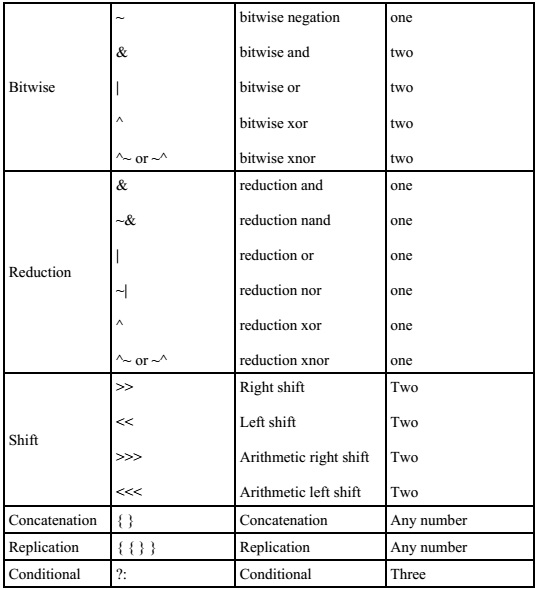 ~ bitwise negation one
& bitwise and two
Bitwise | bitwise or two
^ bitwise xor two
^~ or ~^ bitwise xnor two
& reduction and one
~& reduction nand one
| reduction or one
Reduction
~| reduction nor one
^ reduction xor one
^~ or ~^ reduction xnor one
>> Right shift Two
<< Left shift Two
Shift
>>> Arithmetic right shift Two
<<< Arithmetic left shift Two
Concatenation { } Concatenation Any number
Replication { { } } Replication Any number
Conditional ?: Conditional Three